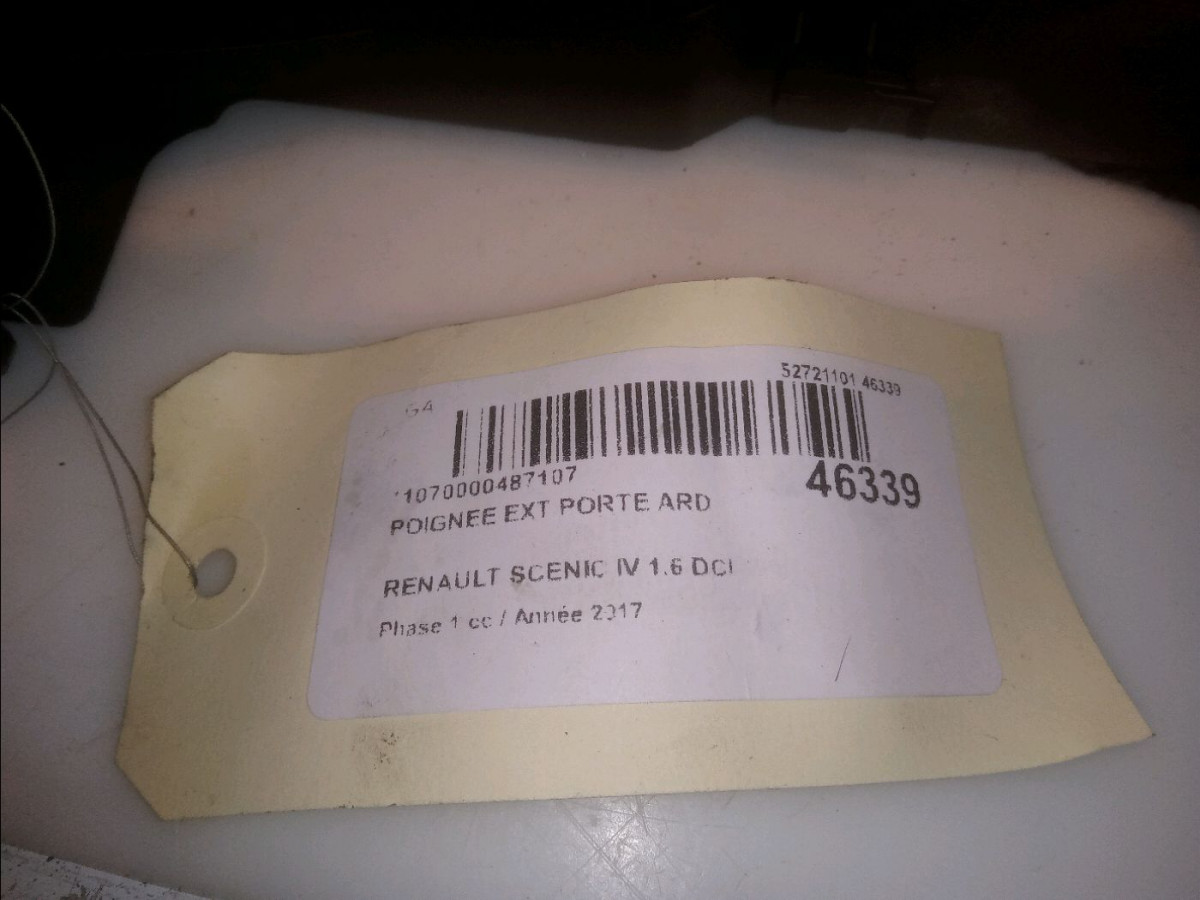 GA
52721101 46339
*1070000487107
46339
POIGNEE EXT PORTE ARD
RENAULT SCENIC IV 1.6 DCI
Phase 1 cc / Année 2017